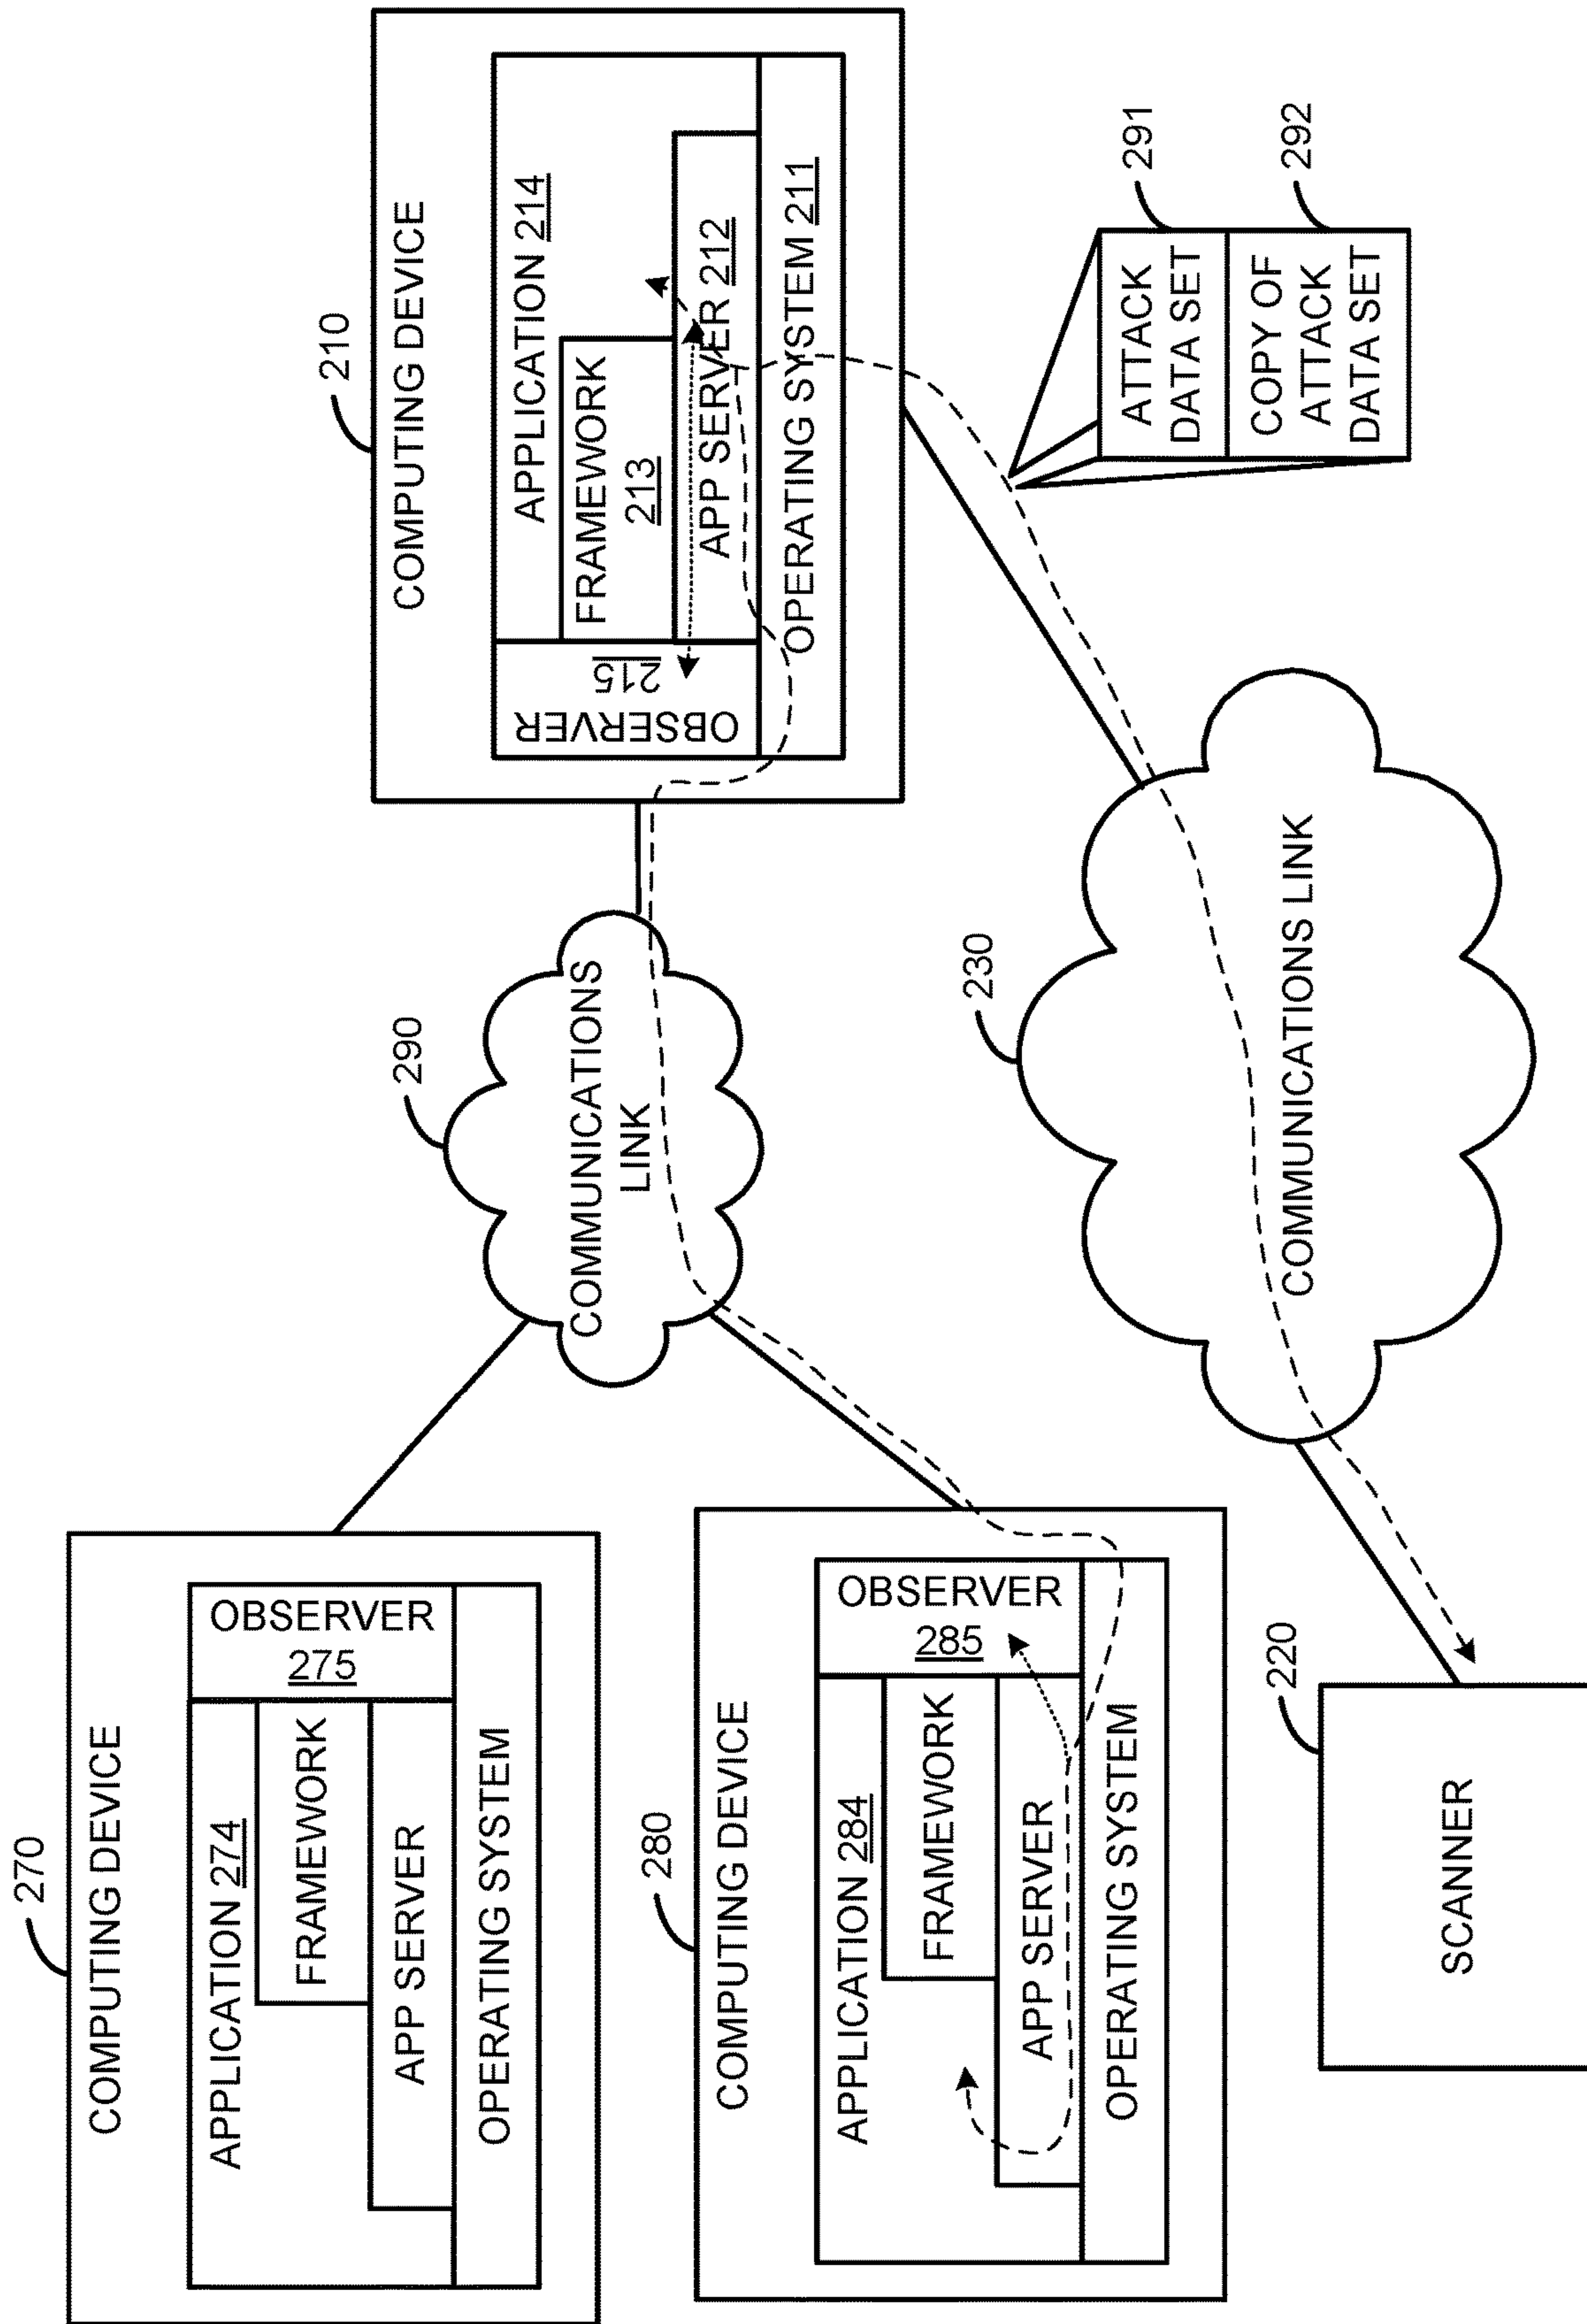 270
COMPUTING DEVICE
APPLICATION 274
FRAMEWORK
APP SERVER
OPERATING SYSTEM
OBSERVER
275
280
COMPUTING DEVICE
APPLICATION 284
FRAMEWORK
APP SERVER
OPERATING SYSTEM
OBSERVER
285
220
SCANNER
290
COMMUNICATIONS
LINK
230
COMMUNICATIONS LINK
210
COMPUTING DEVICE
OBSERVER
215
APPLICATION 214
FRAMEWORK
213
APP SERVER 212
OPERATING SYSTEM 211
ATTACK
DATA SET
291
COPY OF
ATTACK
DATA SET
292